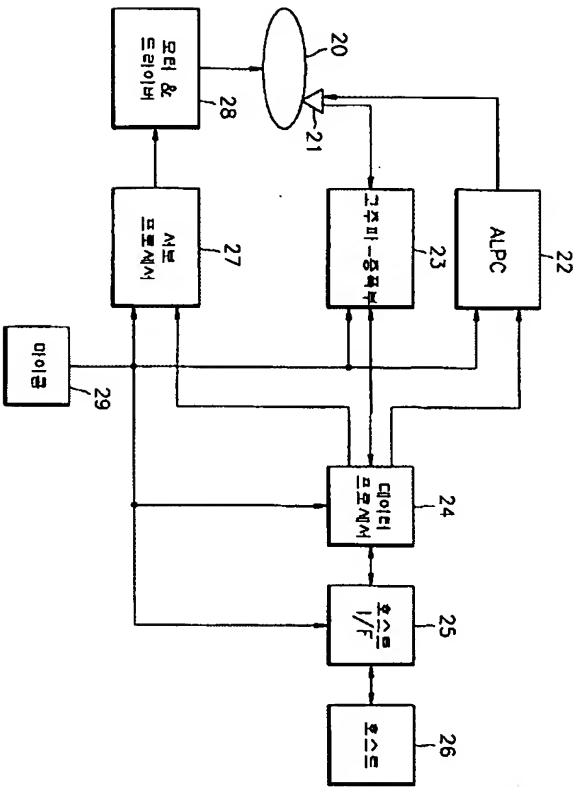 22
ALPC
20
21
23
고주파-증폭부
24
데이터
프로세서
25
호스트
I/F
26
호스트
28
모터 &
드라이버
27
서보
프로세서
29
마이콤